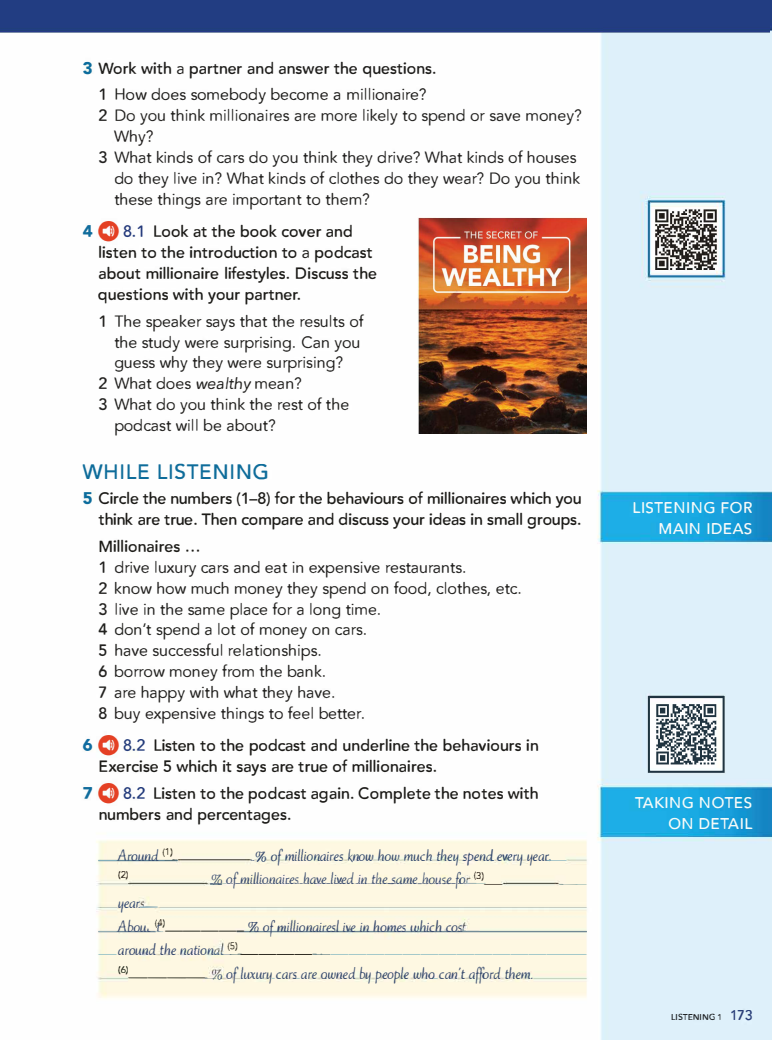 3 Work with a partner and answer the questions.
1 How does somebody become a millionaire?
2 Do you think millionaires are more likely to spend or save money?
Why?
3 What kinds of cars do you think they drive? What kinds of houses
do they live in? What kinds of clothes do they wear? Do you think
these things are important to them?
4 8.1 Look at the book cover and
listen to the introduction to a podcast
about millionaire lifestyles. Discuss the
questions with your partner.
1 The speaker says that the results of
the study were surprising. Can you
guess why they were surprising?
2 What does wealthy mean?
3 What do you think the rest of the
podcast will be about?
THE SECRET OF
BEING
WEALTHY
WHILE LISTENING
5 Circle the numbers (1–8) for the behaviours of millionaires which you
think are true. Then compare and discuss your ideas in small groups.
LISTENING FOR
MAIN IDEAS
Millionaires …
1 drive luxury cars and eat in expensive restaurants.
2 know how much money they spend on food, clothes, etc.
3 live in the same place for a long time.
4 don't spend a lot of money on cars.
5 have successful relationships.
6 borrow money from the bank.
7 are happy with what they have.
8 buy expensive things to feel better.
6 8.2 Listen to the podcast and underline the behaviours in
Exercise 5 which it says are true of millionaires.
7 8.2 Listen to the podcast again. Complete the notes with
numbers and percentages.
TAKING NOTES
ON DETAIL
Around (1)__________ % of millionaires know how much they spend every year.
(2)__________ % of millionaires have lived in the same house for (3)__________
years.
(4)__________ % of millionaires live in homes which cost
around the national (5)__________
(6)__________ % of luxury cars are owned by people who can't afford them.
LISTENING 1 173